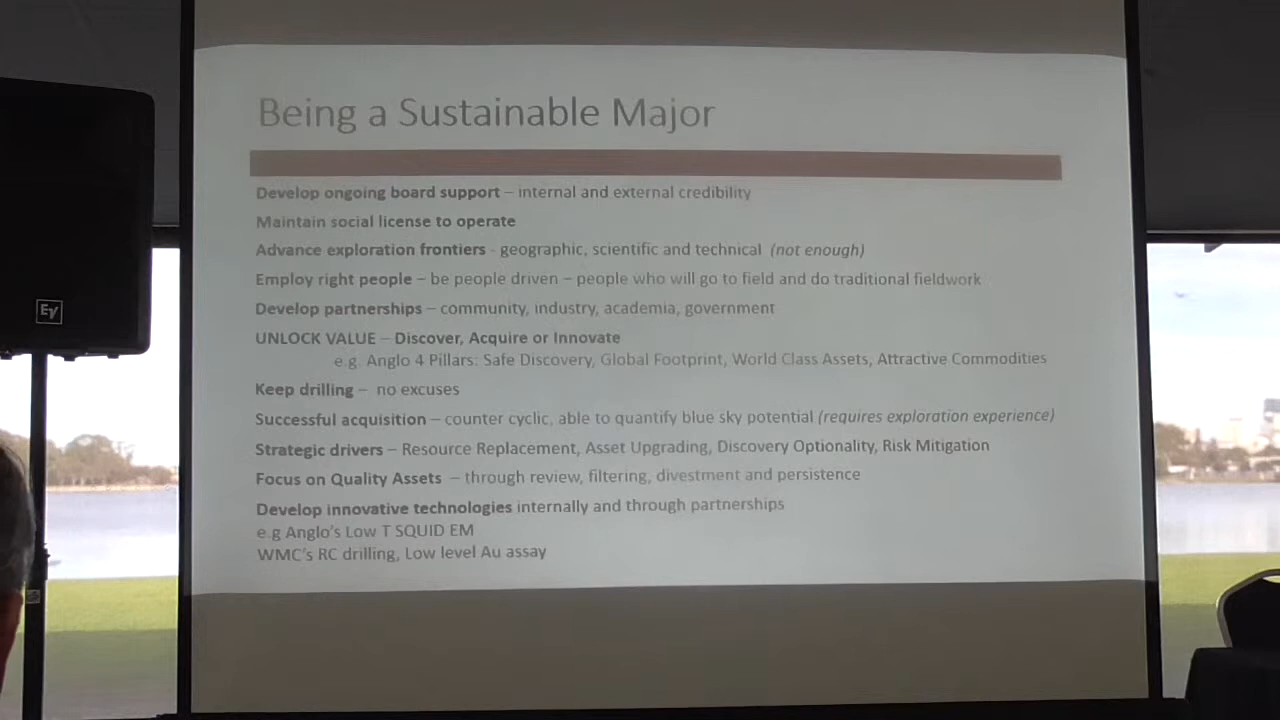 Being a Sustainable Major
Develop ongoing board support – internal and external credibility
Maintain social license to operate
Advance exploration frontiers - geographic, scientific and technical (not enough)
Employ right people – be people driven – people who will go to field and do traditional fieldwork
Develop partnerships – community, industry, academia, government
UNLOCK VALUE – Discover, Acquire or Innovate
e.g. Anglo 4 Pillars: Safe Discovery, Global Footprint, World Class Assets, Attractive Commodities
Keep drilling – no excuses
Successful acquisition – counter cyclic, able to quantify blue sky potential (requires exploration experience)
Strategic drivers – Resource Replacement, Asset Upgrading, Discovery Optionality, Risk Mitigation
Focus on Quality Assets – through review, filtering, divestment and persistence
Develop innovative technologies internally and through partnerships
e.g Anglo's Low T SQUID EM
WMC's RC drilling, Low level Au assay
EV